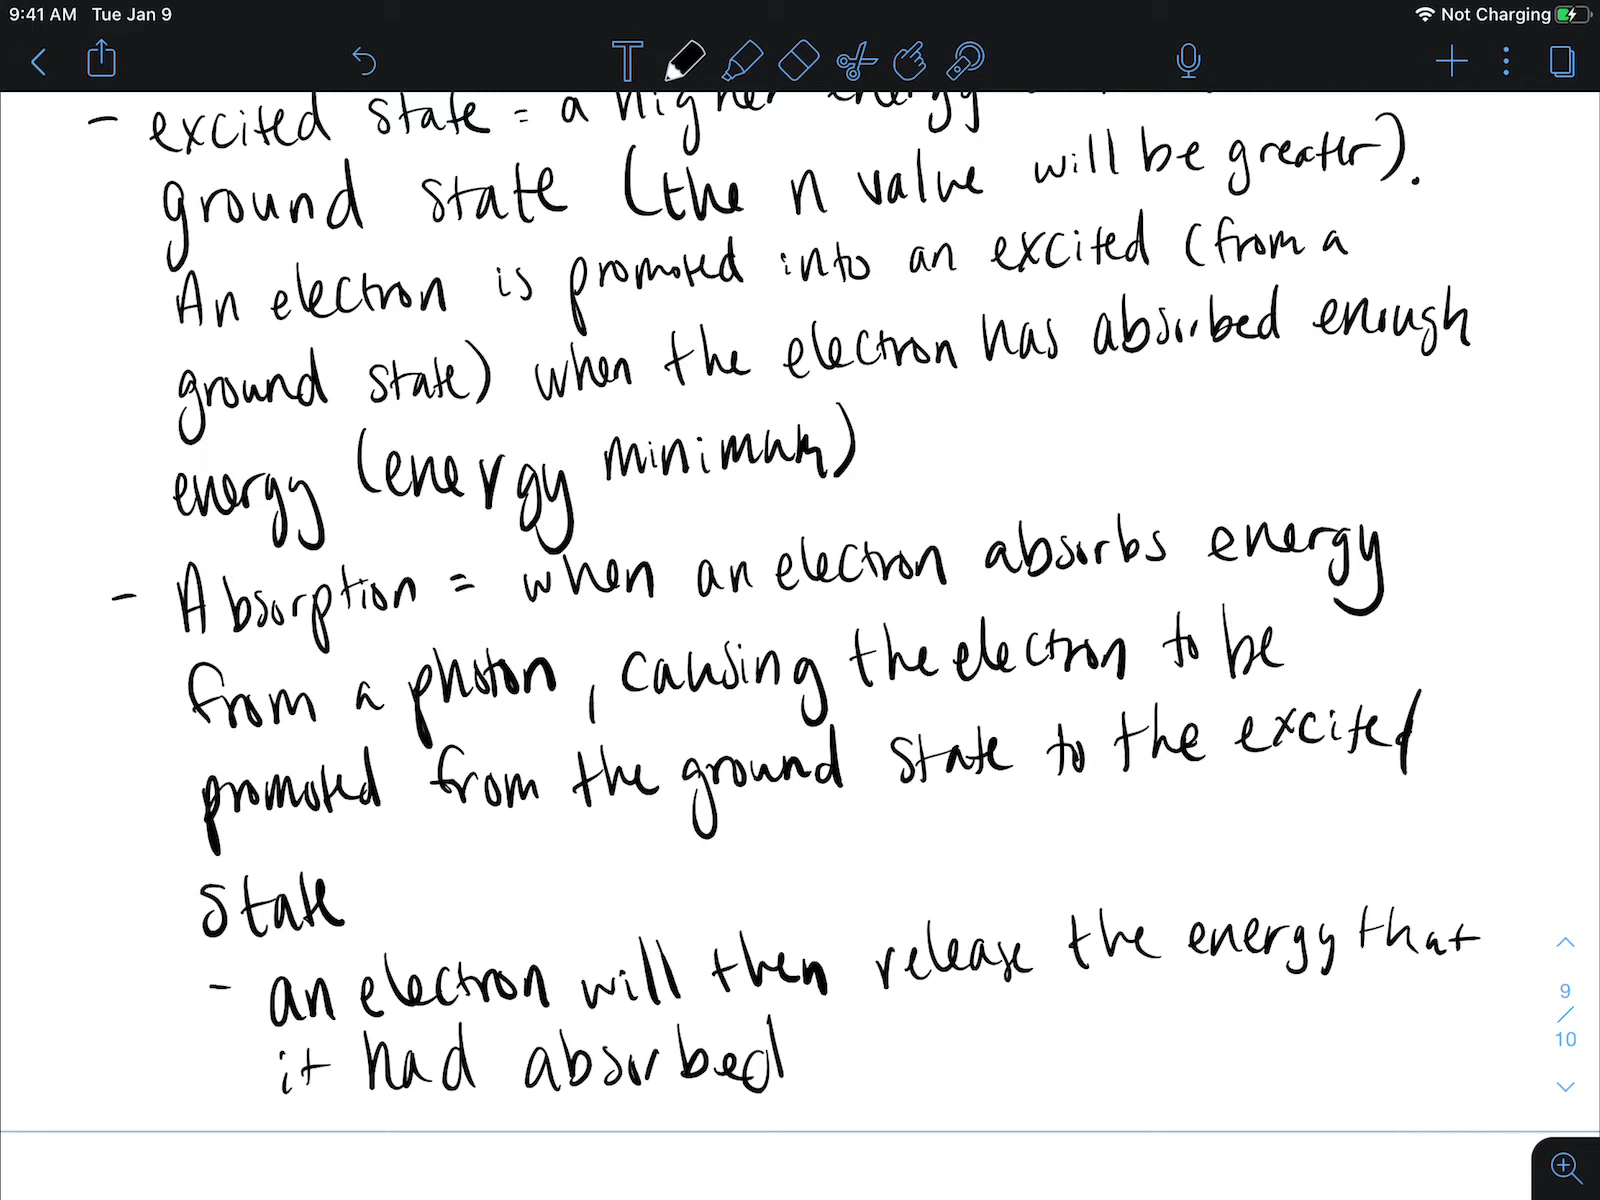 9:41 AM Tue Jan 9
Not Charging
- excited state = a higher energy
ground state (the n value will be greater).
An electron is promoted into an excited (from a
ground state) when the electron has absorbed enough
energy (energy minimum)
- Absorption = when an electron absorbs energy
from a photon, causing the electron to be
promoted from the ground state to the excited
state
- an electron will then release the energy that
it had absorbed
9
/
10